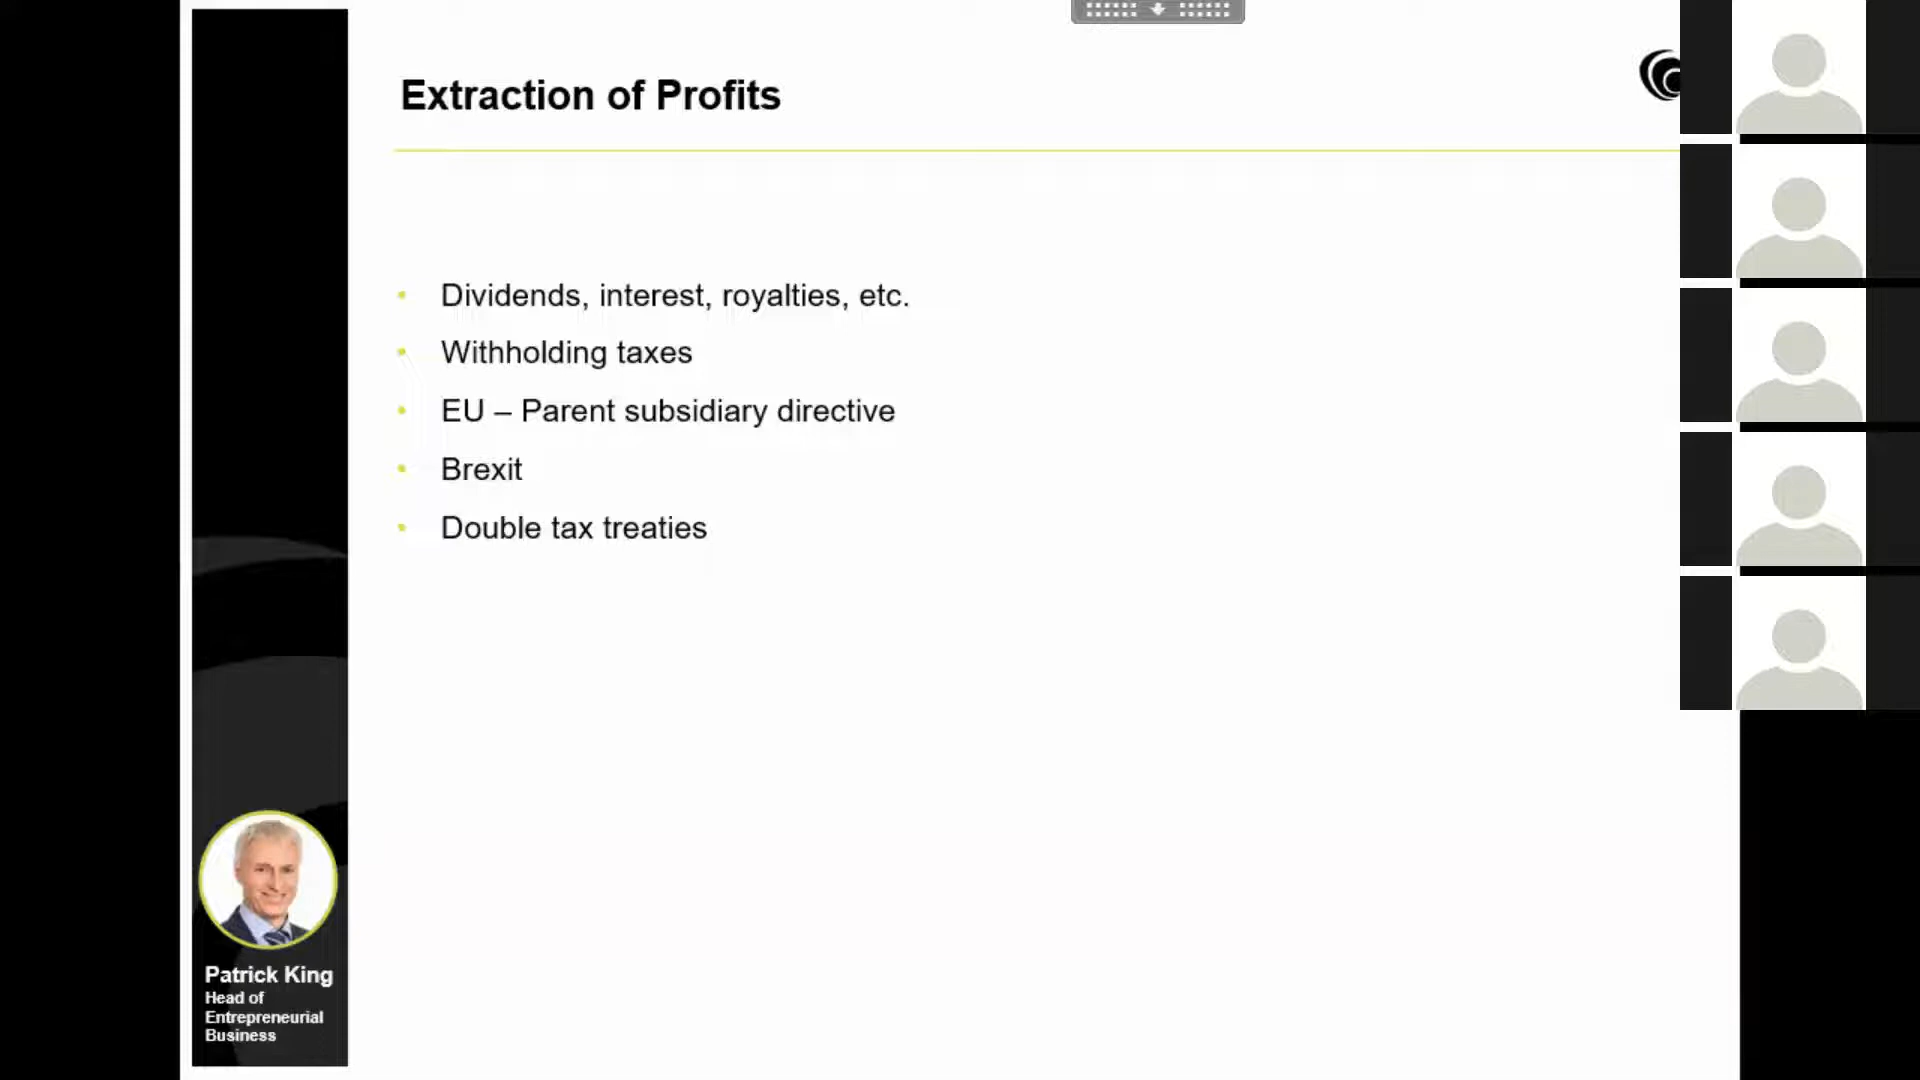 Extraction of Profits
• Dividends, interest, royalties, etc.
• Withholding taxes
• EU – Parent subsidiary directive
• Brexit
• Double tax treaties
Patrick King
Head of
Entrepreneurial
Business